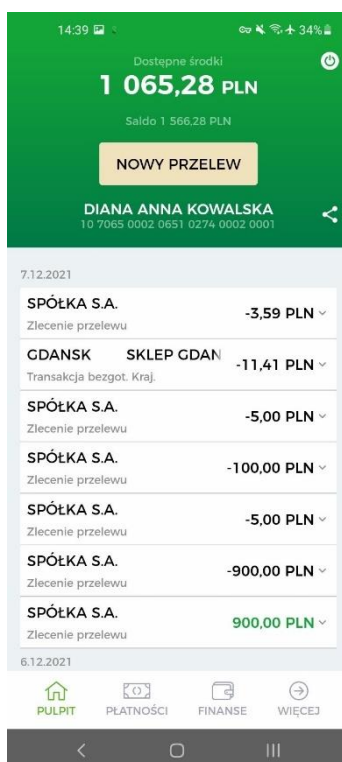 14:39
34%
Dostępne środki
1 065,28 PLN
Saldo 1 566,28 PLN
NOWY PRZELEW
DIANA ANNA KOWALSKA
10 7065 0002 0651 0274 0002 0001
7.12.2021
SPÓŁKA S.A.
-3,59 PLN
Zlecenie przelewu
GDANSK SKLEP GDAN
-11,41 PLN
Transakcja bezgot. Kraj.
SPÓŁKA S.A.
-5,00 PLN
Zlecenie przelewu
SPÓŁKA S.A.
-100,00 PLN
Zlecenie przelewu
SPÓŁKA S.A.
-5,00 PLN
Zlecenie przelewu
SPÓŁKA S.A.
-900,00 PLN
Zlecenie przelewu
SPÓŁKA S.A.
900,00 PLN
Zlecenie przelewu
6.12.2021
PULPIT PŁATNOŚCI FINANSE WIĘCEJ